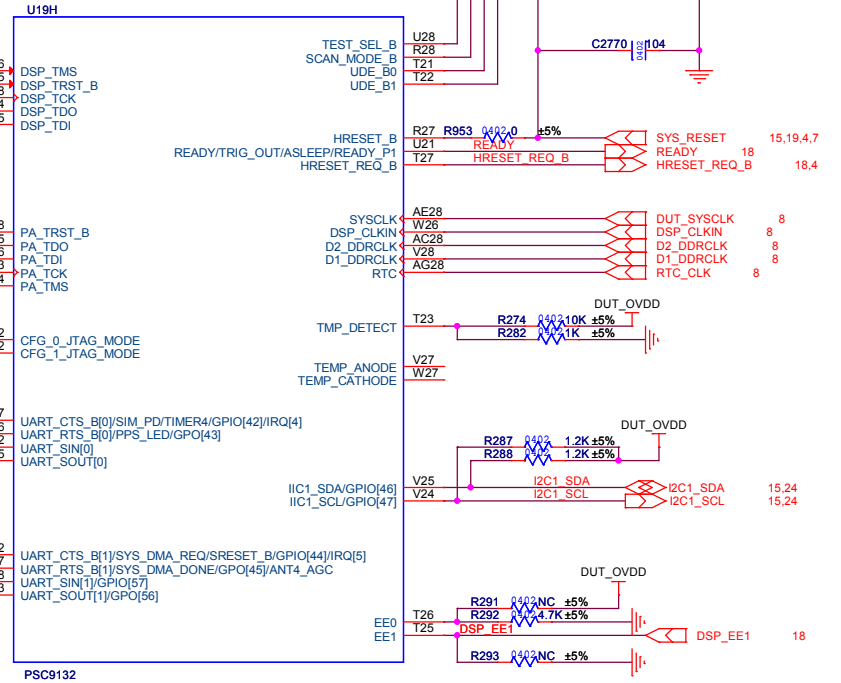 U19H
TEST_SEL_B U28
SCAN_MODE_B R28
UDE_B0 T21
UDE_B1 T22
C2770 0402 104
DSP_TMS
DSP_TRST_B
DSP_TCK
DSP_TDO
DSP_TDI
HRESET_B R27 R953 0402 0 ±5% SYS_RESET 15,19,4,7
READY/TRIG_OUT/ASLEEP/READY_P1 U21 READY READY 18
HRESET_REQ_B T27 HRESET_REQ_B HRESET_REQ_B 18,4
SYSCLK AE28 DUT_SYSCLK 8
PA_TRST_B DSP_CLKIN W26 DSP_CLKIN 8
PA_TDO D2_DDRCLK AC28 D2_DDRCLK 8
PA_TDI D1_DDRCLK V28 D1_DDRCLK 8
PA_TCK RTC AG28 RTC_CLK 8
PA_TMS
DUT_OVDD
TMP_DETECT T23 R274 0402 10K ±5%
R282 0402 1K ±5%
CFG_0_JTAG_MODE
CFG_1_JTAG_MODE
TEMP_ANODE V27
TEMP_CATHODE W27
UART_CTS_B[0]/SIM_PD/TIMER4/GPIO[42]/IRQ[4]
DUT_OVDD
UART_RTS_B[0]/PPS_LED/GPO[43]
R287 0402 1.2K ±5%
UART_SIN[0]
R288 0402 1.2K ±5%
UART_SOUT[0]
IIC1_SDA/GPIO[46] V25 I2C1_SDA I2C1_SDA 15,24
IIC1_SCL/GPIO[47] V24 I2C1_SCL I2C1_SCL 15,24
UART_CTS_B[1]/SYS_DMA_REQ/SRESET_B/GPIO[44]/IRQ[5]
UART_RTS_B[1]/SYS_DMA_DONE/GPO[45]/ANT4_AGC
DUT_OVDD
UART_SIN[1]/GPIO[57]
UART_SOUT[1]/GPO[56]
R291 0402 NC ±5%
EE0 T26 R292 0402 4.7K ±5%
EE1 T25 DSP_EE1 DSP_EE1 18
R293 0402 NC ±5%
PSC9132